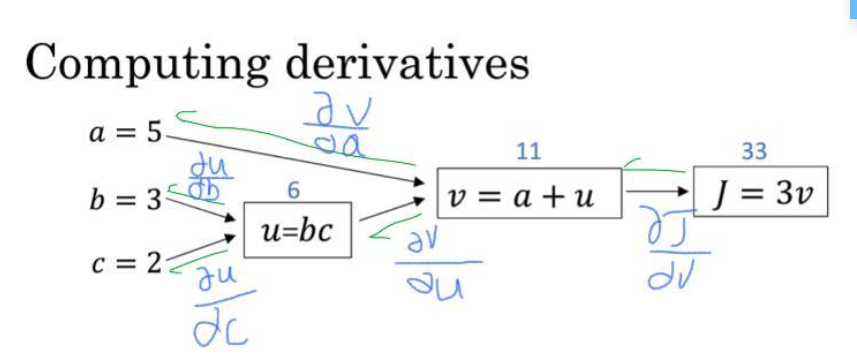 Computing derivatives
∂v/∂a
a = 5
11
33
∂u/∂b
b = 3
6
v = a + u
J = 3v
u=bc
∂v/∂u
∂J/∂v
c = 2
∂u/∂c